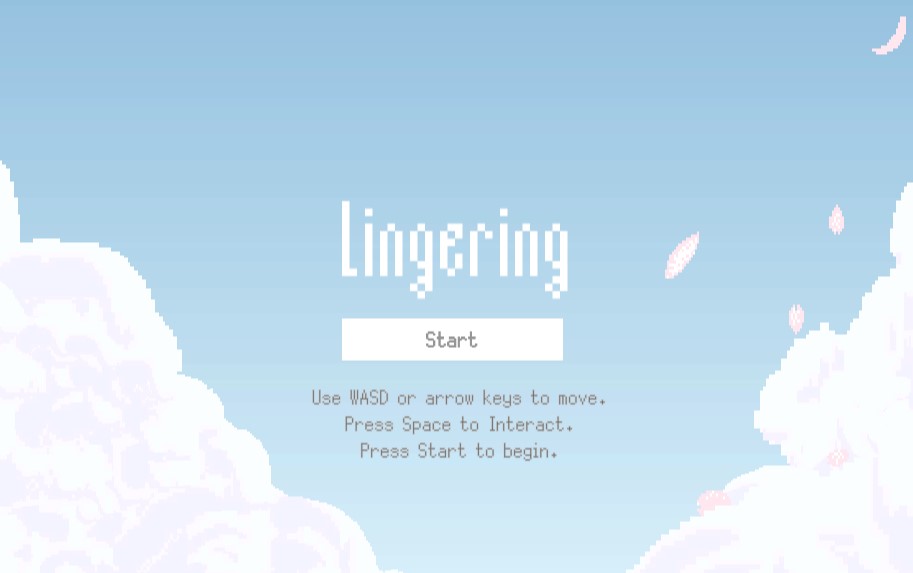 Lingering
Start
Use WASD or arrow keys to move.
Press Space to Interact.
Press Start to begin.